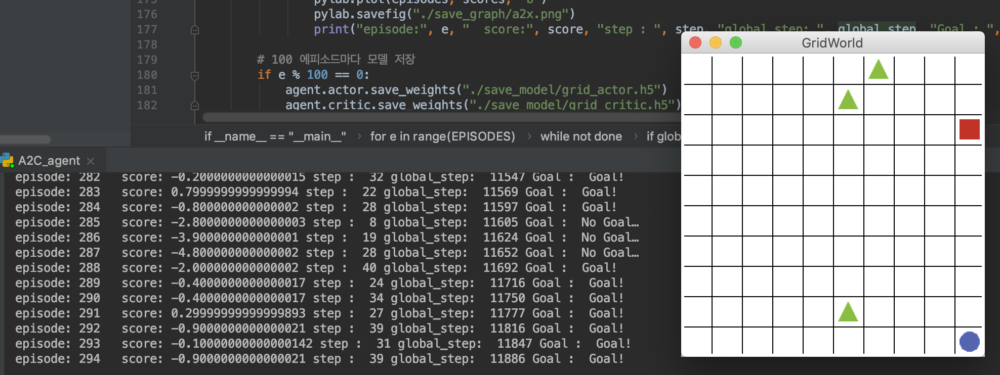 175 pylab.plot(episodes, scores, 'b')
176 pylab.savefig("./save_graph/a2x.png")
177 print("episode:", e, "  score:", score, "step : ", step, "global_step: ", global_step, "Goal : ",
178
179 # 100 에피소드마다 모델 저장
180 if e % 100 == 0:
181 agent.actor.save_weights("./save_model/grid_actor.h5")
182 agent.critic.save_weights("./save_model/grid_critic.h5")
if __name__ == "__main__" › for e in range(EPISODES) › while not done › if glob
GridWorld
A2C_agent ×
episode: 282   score: -0.2000000000000015 step :  32 global_step:  11547 Goal :  Goal!
episode: 283   score: 0.7999999999999994 step :  22 global_step:  11569 Goal :  Goal!
episode: 284   score: -0.800000000000002 step :  28 global_step:  11597 Goal :  Goal!
episode: 285   score: -2.8000000000000003 step :  8 global_step:  11605 Goal :  No Goal…
episode: 286   score: -3.900000000000001 step :  19 global_step:  11624 Goal :  No Goal…
episode: 287   score: -4.800000000000002 step :  28 global_step:  11652 Goal :  No Goal…
episode: 288   score: -2.000000000000002 step :  40 global_step:  11692 Goal :  Goal!
episode: 289   score: -0.4000000000000017 step :  24 global_step:  11716 Goal :  Goal!
episode: 290   score: -0.4000000000000017 step :  34 global_step:  11750 Goal :  Goal!
episode: 291   score: 0.29999999999999893 step :  27 global_step:  11777 Goal :  Goal!
episode: 292   score: -0.9000000000000021 step :  39 global_step:  11816 Goal :  Goal!
episode: 293   score: -0.10000000000000142 step :  31 global_step:  11847 Goal :  Goal!
episode: 294   score: -0.9000000000000021 step :  39 global_step:  11886 Goal :  Goal!